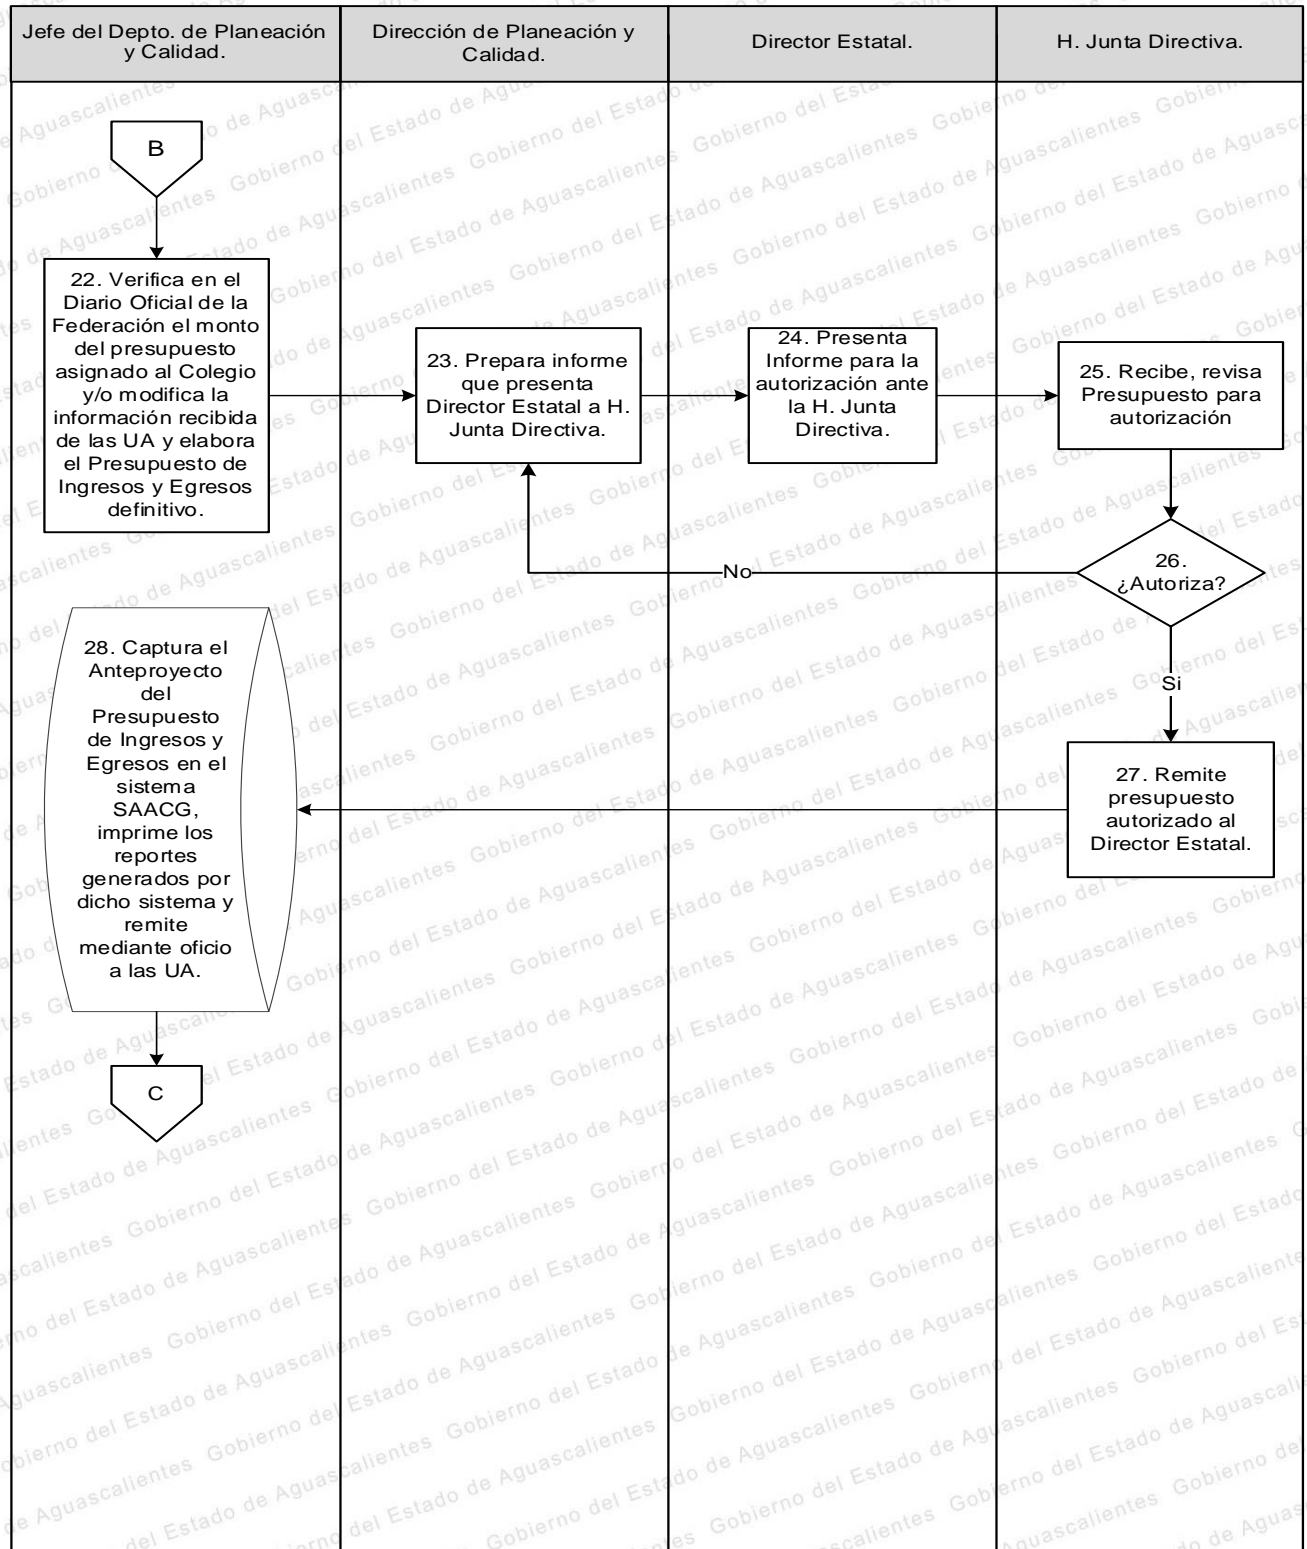 Jefe del Depto. de Planeación
y Calidad.
Dirección de Planeación y
Calidad.
Director Estatal.
H. Junta Directiva.
B
22. Verifica en el
Diario Oficial de la
Federación el monto
del presupuesto
asignado al Colegio
y/o modifica la
información recibida
de las UA y elabora
el Presupuesto de
Ingresos y Egresos
definitivo.
23. Prepara informe
que presenta
Director Estatal a H.
Junta Directiva.
24. Presenta
Informe para la
autorización ante
la H. Junta
Directiva.
25. Recibe, revisa
Presupuesto para
autorización
26.
¿Autoriza?
No
Si
27. Remite
presupuesto
autorizado al
Director Estatal.
28. Captura el
Anteproyecto
del
Presupuesto
de Ingresos y
Egresos en el
sistema
SAACG,
imprime los
reportes
generados por
dicho sistema y
remite
mediante oficio
a las UA.
C
Gobierno del Estado de Aguascalientes